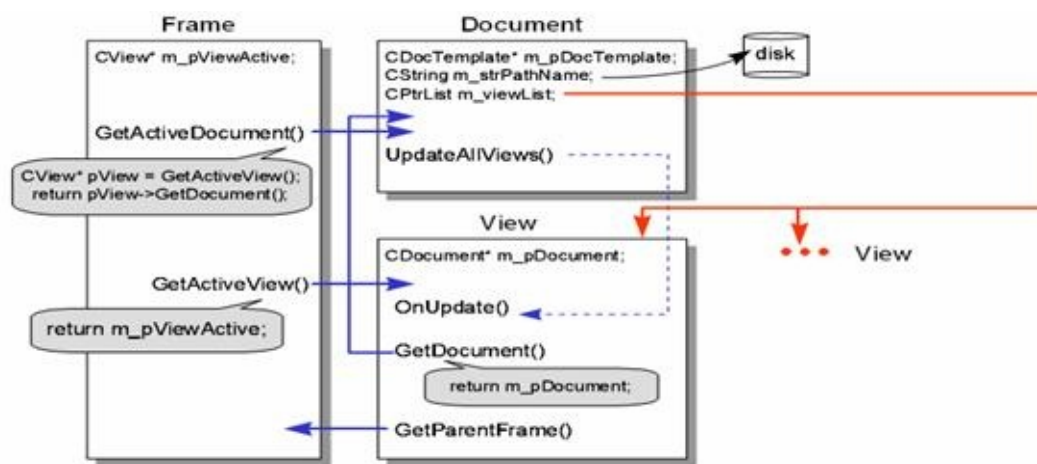 Frame
CView* m_pViewActive;
GetActiveDocument()
CView* pView = GetActiveView();
return pView->GetDocument();
GetActiveView()
return m_pViewActive;
Document
CDocTemplate* m_pDocTemplate;
CString m_strPathName;
CPtrList m_viewList;
UpdateAllViews()
disk
View
CDocument* m_pDocument;
OnUpdate()
GetDocument()
return m_pDocument;
GetParentFrame()
View